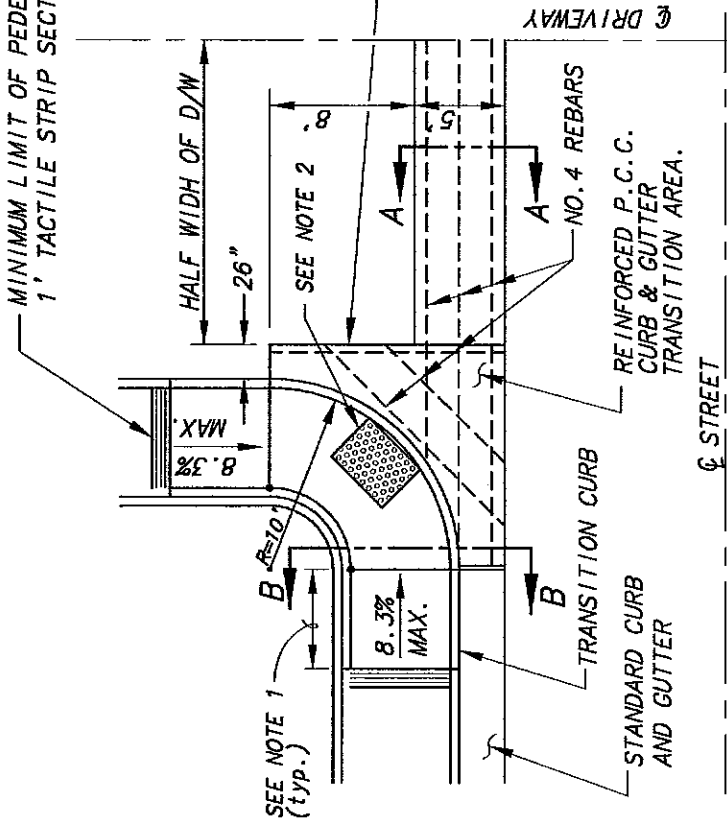 MINIMUM LIMIT OF PEDE
1' TACTILE STRIP SECT
HALF WIDH OF D/W
26"
8'
5'
SEE NOTE 2
8.3%
MAX.
R=10'
SEE NOTE 1
(typ.)
8.3%
MAX.
A
A
B
B
NO.4 REBARS
REINFORCED P.C.C.
CURB & GUTTER
TRANSITION AREA.
TRANSITION CURB
STANDARD CURB
AND GUTTER
℄ STREET
℄ DRIVEWAY